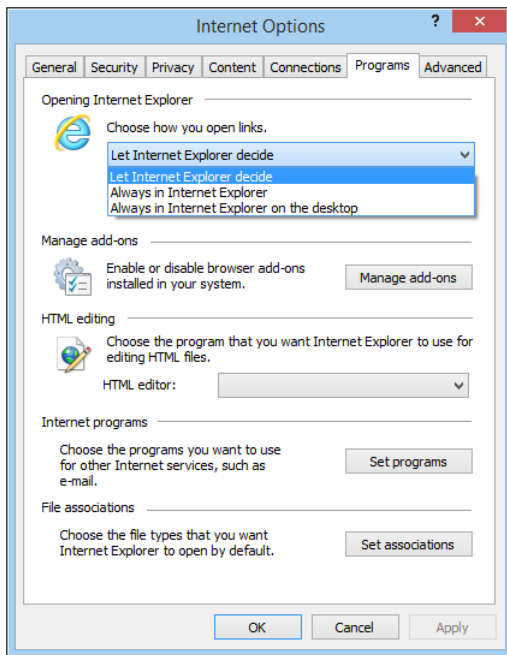 Internet Options
?
×
General Security Privacy Content Connections Programs Advanced
Opening Internet Explorer
Choose how you open links.
Let Internet Explorer decide
Let Internet Explorer decide
Always in Internet Explorer
Always in Internet Explorer on the desktop
Manage add-ons
Enable or disable browser add-ons
installed in your system.
Manage add-ons
HTML editing
Choose the program that you want Internet Explorer to use for
editing HTML files.
HTML editor:
Internet programs
Choose the programs you want to use
for other Internet services, such as
e-mail.
Set programs
File associations
Choose the file types that you want
Internet Explorer to open by default.
Set associations
OK Cancel Apply